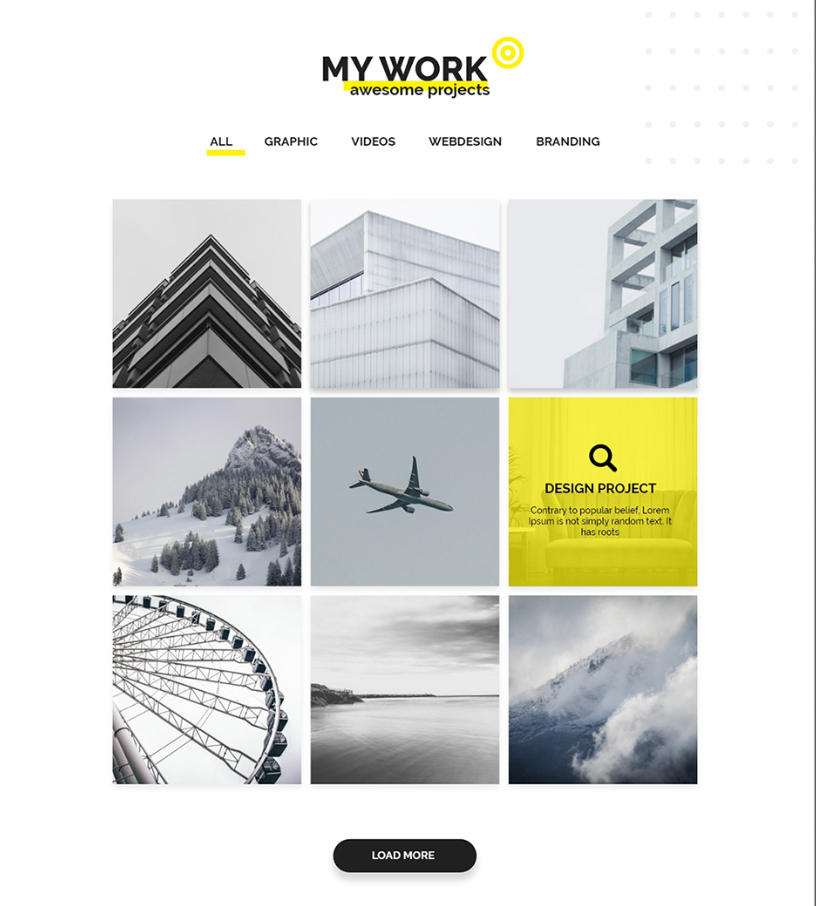 MY WORK
awesome projects
ALL GRAPHIC VIDEOS WEBDESIGN BRANDING
DESIGN PROJECT
Contrary to popular belief, Lorem
Ipsum is not simply random text. It
has roots
LOAD MORE